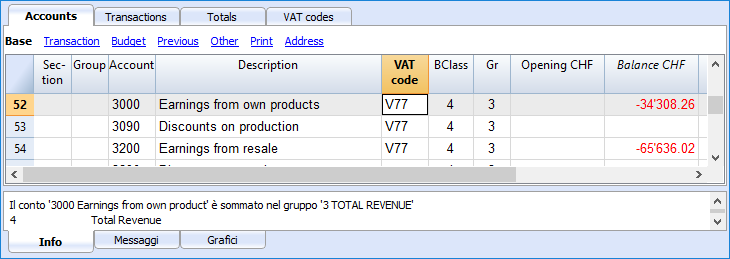 Accounts Transactions Totals VAT codes
Base Transaction Budget Previous Other Print Address
Sec-tion Group Account Description VAT code BClass Gr Opening CHF Balance CHF
52 3000 Earnings from own products V77 4 3 -34'308.26
53 3090 Discounts on production V77 4 3
54 3200 Earnings from resale V77 4 3 -65'636.02
Il conto '3000 Earnings from own product' è sommato nel gruppo '3 TOTAL REVENUE'
4 Total Revenue
Info Messaggi Grafici